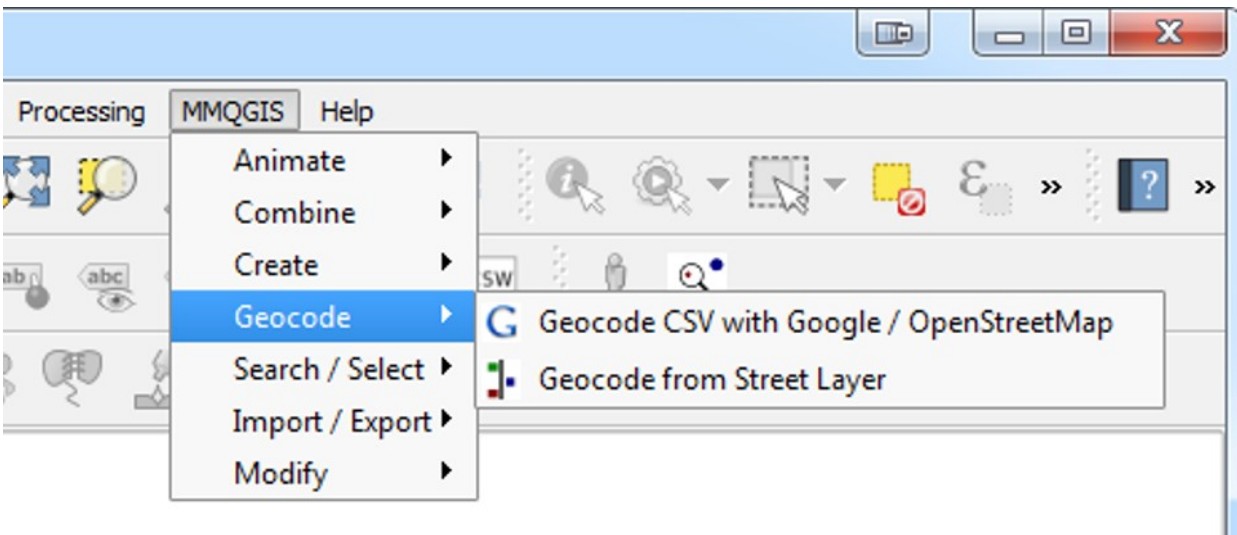 Processing MMQGIS Help
Animate
Combine
Create
Geocode
Search / Select
Import / Export
Modify
Geocode CSV with Google / OpenStreetMap
Geocode from Street Layer
ab
abc
sw